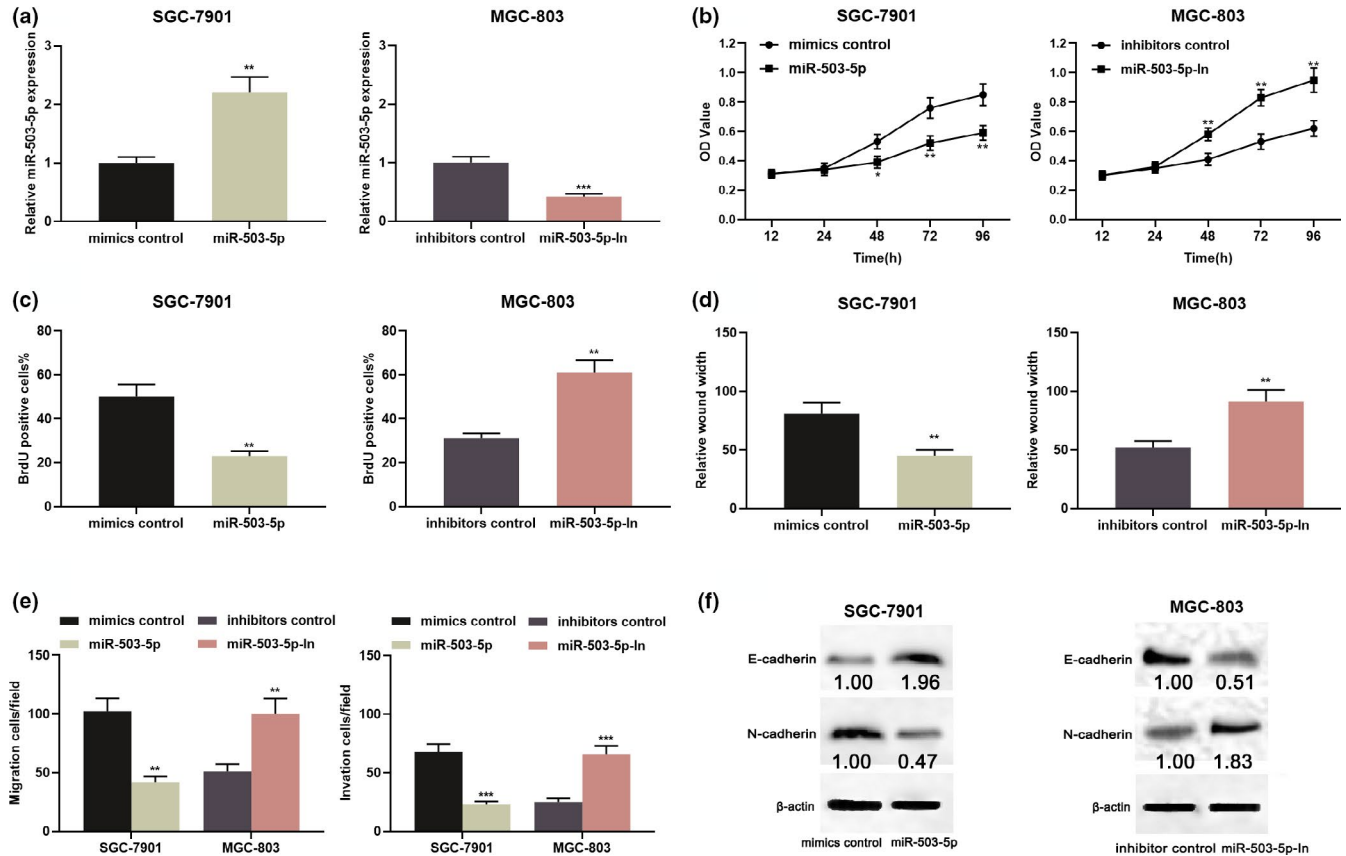 (a)
SGC-7901
Relative miR-503-5p expression
3
2
1
0
**
mimics control miR-503-5p
MGC-803
Relative miR-503-5p expression
3
2
1
0
***
inhibitors control miR-503-5p-In
(b)
SGC-7901
mimics control
miR-503-5p
OD Value
1.2
1.0
0.8
0.6
0.4
0.2
0.0
*
**
**
12 24 48 72 96
Time(h)
MGC-803
inhibitors control
miR-503-5p-In
OD Value
1.2
1.0
0.8
0.6
0.4
0.2
0.0
**
**
**
12 24 48 72 96
Time(h)
(c)
SGC-7901
BrdU positive cells%
80
60
40
20
0
**
mimics control miR-503-5p
MGC-803
BrdU positive cells%
80
60
40
20
0
**
inhibitors control miR-503-5p-In
(d)
SGC-7901
Relative wound width
150
100
50
0
**
mimics control miR-503-5p
MGC-803
Relative wound width
150
100
50
0
**
inhibitors control miR-503-5p-In
(e)
mimics control inhibitors control
miR-503-5p miR-503-5p-In
Migration cells/field
150
100
50
0
**
**
SGC-7901 MGC-803
mimics control inhibitors control
miR-503-5p miR-503-5p-In
Invation cells/field
150
100
50
0
***
***
SGC-7901 MGC-803
(f)
SGC-7901
E-cadherin
1.00 1.96
N-cadherin
1.00 0.47
β-actin
mimics control miR-503-5p
MGC-803
E-cadherin
1.00 0.51
N-cadherin
1.00 1.83
β-actin
inhibitor control miR-503-5p-In